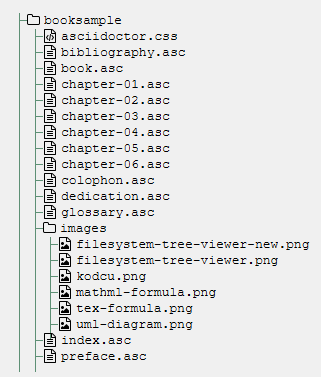 booksample
asciidoctor.css
bibliography.asc
book.asc
chapter-01.asc
chapter-02.asc
chapter-03.asc
chapter-04.asc
chapter-05.asc
chapter-06.asc
colophon.asc
dedication.asc
glossary.asc
images
filesystem-tree-viewer-new.png
filesystem-tree-viewer.png
kodcu.png
mathml-formula.png
tex-formula.png
uml-diagram.png
index.asc
preface.asc